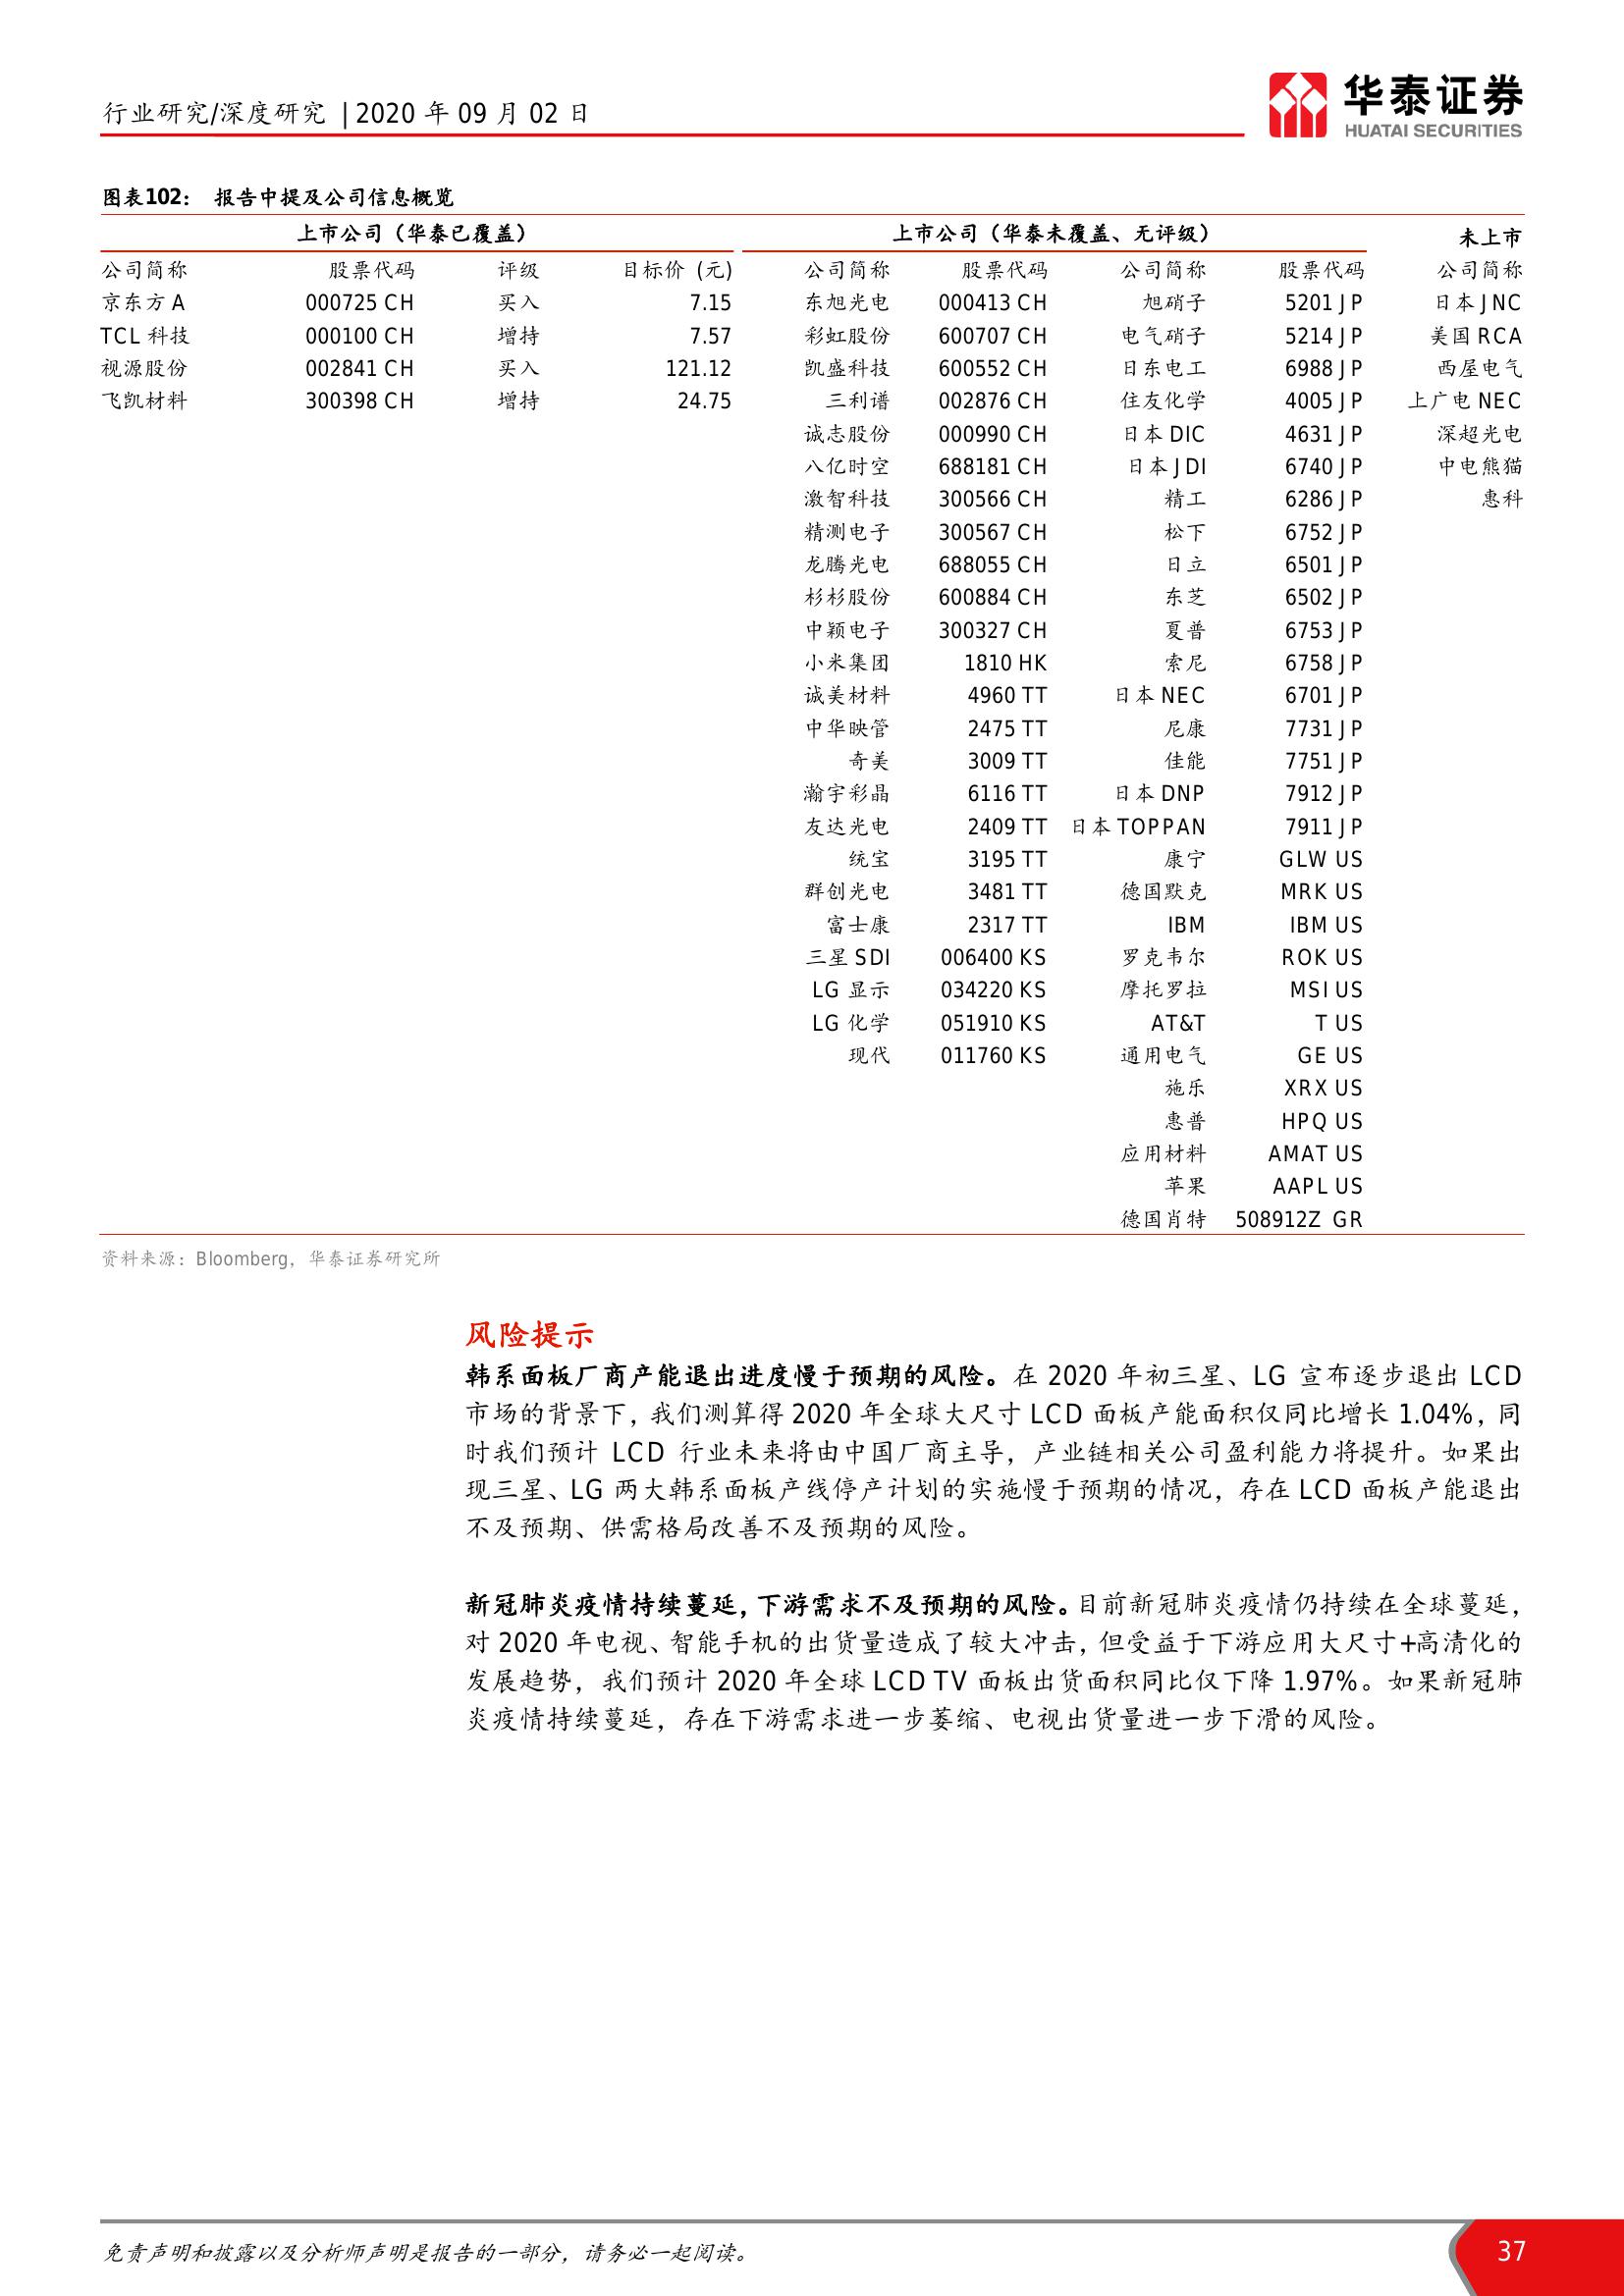 行业研究/深度研究 | 2020 年 09 月 02 日
华泰证券
HUATAI SECURITIES
图表102： 报告中提及公司信息概览
上市公司（华泰已覆盖） 上市公司（华泰未覆盖、无评级） 未上市
公司简称 股票代码 评级 目标价 (元) 公司简称 股票代码 公司简称 股票代码 公司简称
京东方 A 000725 CH 买入 7.15 东旭光电 000413 CH 旭硝子 5201 JP 日本 JNC
TCL 科技 000100 CH 增持 7.57 彩虹股份 600707 CH 电气硝子 5214 JP 美国 RCA
视源股份 002841 CH 买入 121.12 凯盛科技 600552 CH 日东电工 6988 JP 西屋电气
飞凯材料 300398 CH 增持 24.75 三利谱 002876 CH 住友化学 4005 JP 上广电 NEC
诚志股份 000990 CH 日本 DIC 4631 JP 深超光电
八亿时空 688181 CH 日本 JDI 6740 JP 中电熊猫
激智科技 300566 CH 精工 6286 JP 惠科
精测电子 300567 CH 松下 6752 JP
龙腾光电 688055 CH 日立 6501 JP
杉杉股份 600884 CH 东芝 6502 JP
中颖电子 300327 CH 夏普 6753 JP
小米集团 1810 HK 索尼 6758 JP
诚美材料 4960 TT 日本 NEC 6701 JP
中华映管 2475 TT 尼康 7731 JP
奇美 3009 TT 佳能 7751 JP
瀚宇彩晶 6116 TT 日本 DNP 7912 JP
友达光电 2409 TT 日本 TOPPAN 7911 JP
统宝 3195 TT 康宁 GLW US
群创光电 3481 TT 德国默克 MRK US
富士康 2317 TT IBM IBM US
三星 SDI 006400 KS 罗克韦尔 ROK US
LG 显示 034220 KS 摩托罗拉 MSI US
LG 化学 051910 KS AT&T T US
现代 011760 KS 通用电气 GE US
施乐 XRX US
惠普 HPQ US
应用材料 AMAT US
苹果 AAPL US
德国肖特 508912Z GR
资料来源：Bloomberg，华泰证券研究所
风险提示
韩系面板厂商产能退出进度慢于预期的风险。在 2020 年初三星、LG 宣布逐步退出 LCD
市场的背景下，我们测算得 2020 年全球大尺寸 LCD 面板产能面积仅同比增长 1.04%，同
时我们预计 LCD 行业未来将由中国厂商主导，产业链相关公司盈利能力将提升。如果出
现三星、LG 两大韩系面板产线停产计划的实施慢于预期的情况，存在 LCD 面板产能退出
不及预期、供需格局改善不及预期的风险。
新冠肺炎疫情持续蔓延，下游需求不及预期的风险。目前新冠肺炎疫情仍持续在全球蔓延，
对 2020 年电视、智能手机的出货量造成了较大冲击，但受益于下游应用大尺寸+高清化的
发展趋势，我们预计 2020 年全球 LCD TV 面板出货面积同比仅下降 1.97%。如果新冠肺
炎疫情持续蔓延，存在下游需求进一步萎缩、电视出货量进一步下滑的风险。
免责声明和披露以及分析师声明是报告的一部分，请务必一起阅读。
37